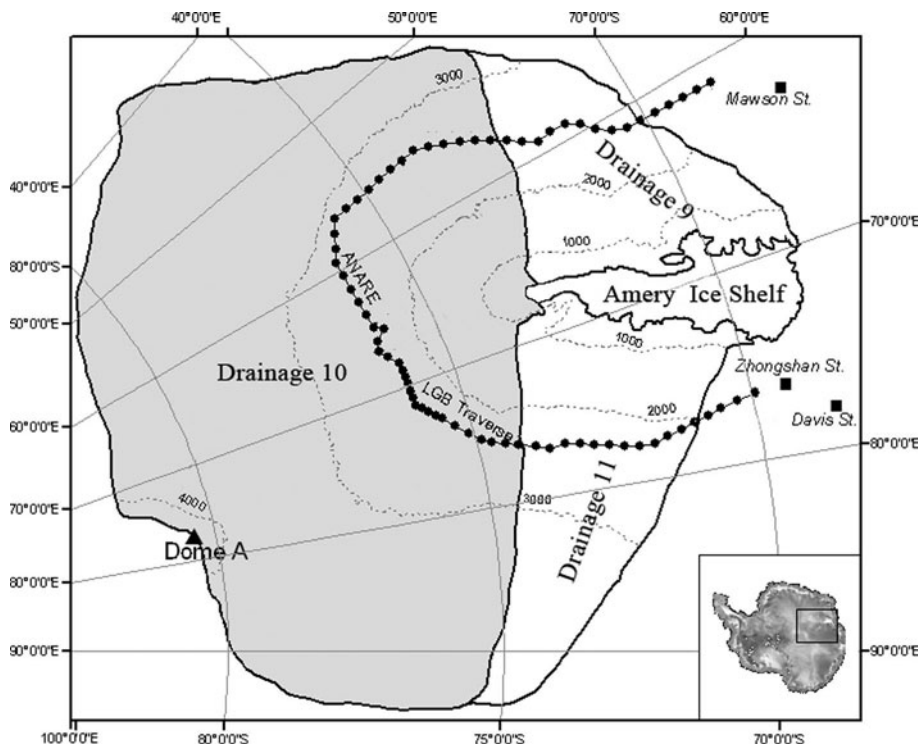 40°0'0"E
50°0'0"E
70°0'0"S
60°0'0"E
3000
Mawson St.
Drainage 9
2000
40°0'0"E
70°0'0"E
1000
80°0'0"S
ANARE
Amery Ice Shelf
50°0'0"E
1000
Zhongshan St.
Drainage 10
LGB Traverse
2000
Davis St.
60°0'0"E
80°0'0"E
Drainage 11
4000
3000
70°0'0"E
Dome A
80°0'0"E
90°0'0"E
90°0'0"E
100°0'0"E
80°0'0"S
75°0'0"S
70°0'0"S